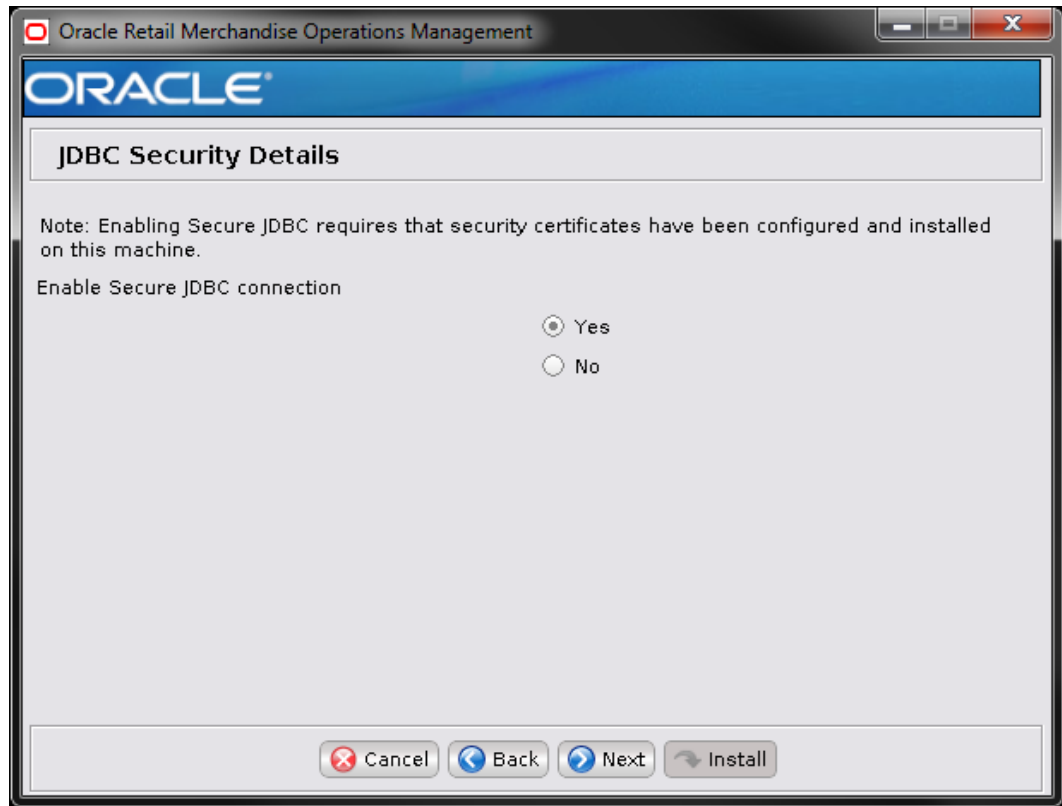 Oracle Retail Merchandise Operations Management
ORACLE®
JDBC Security Details
Note: Enabling Secure JDBC requires that security certificates have been configured and installed
on this machine.
Enable Secure JDBC connection
Yes
No
Cancel Back Next Install